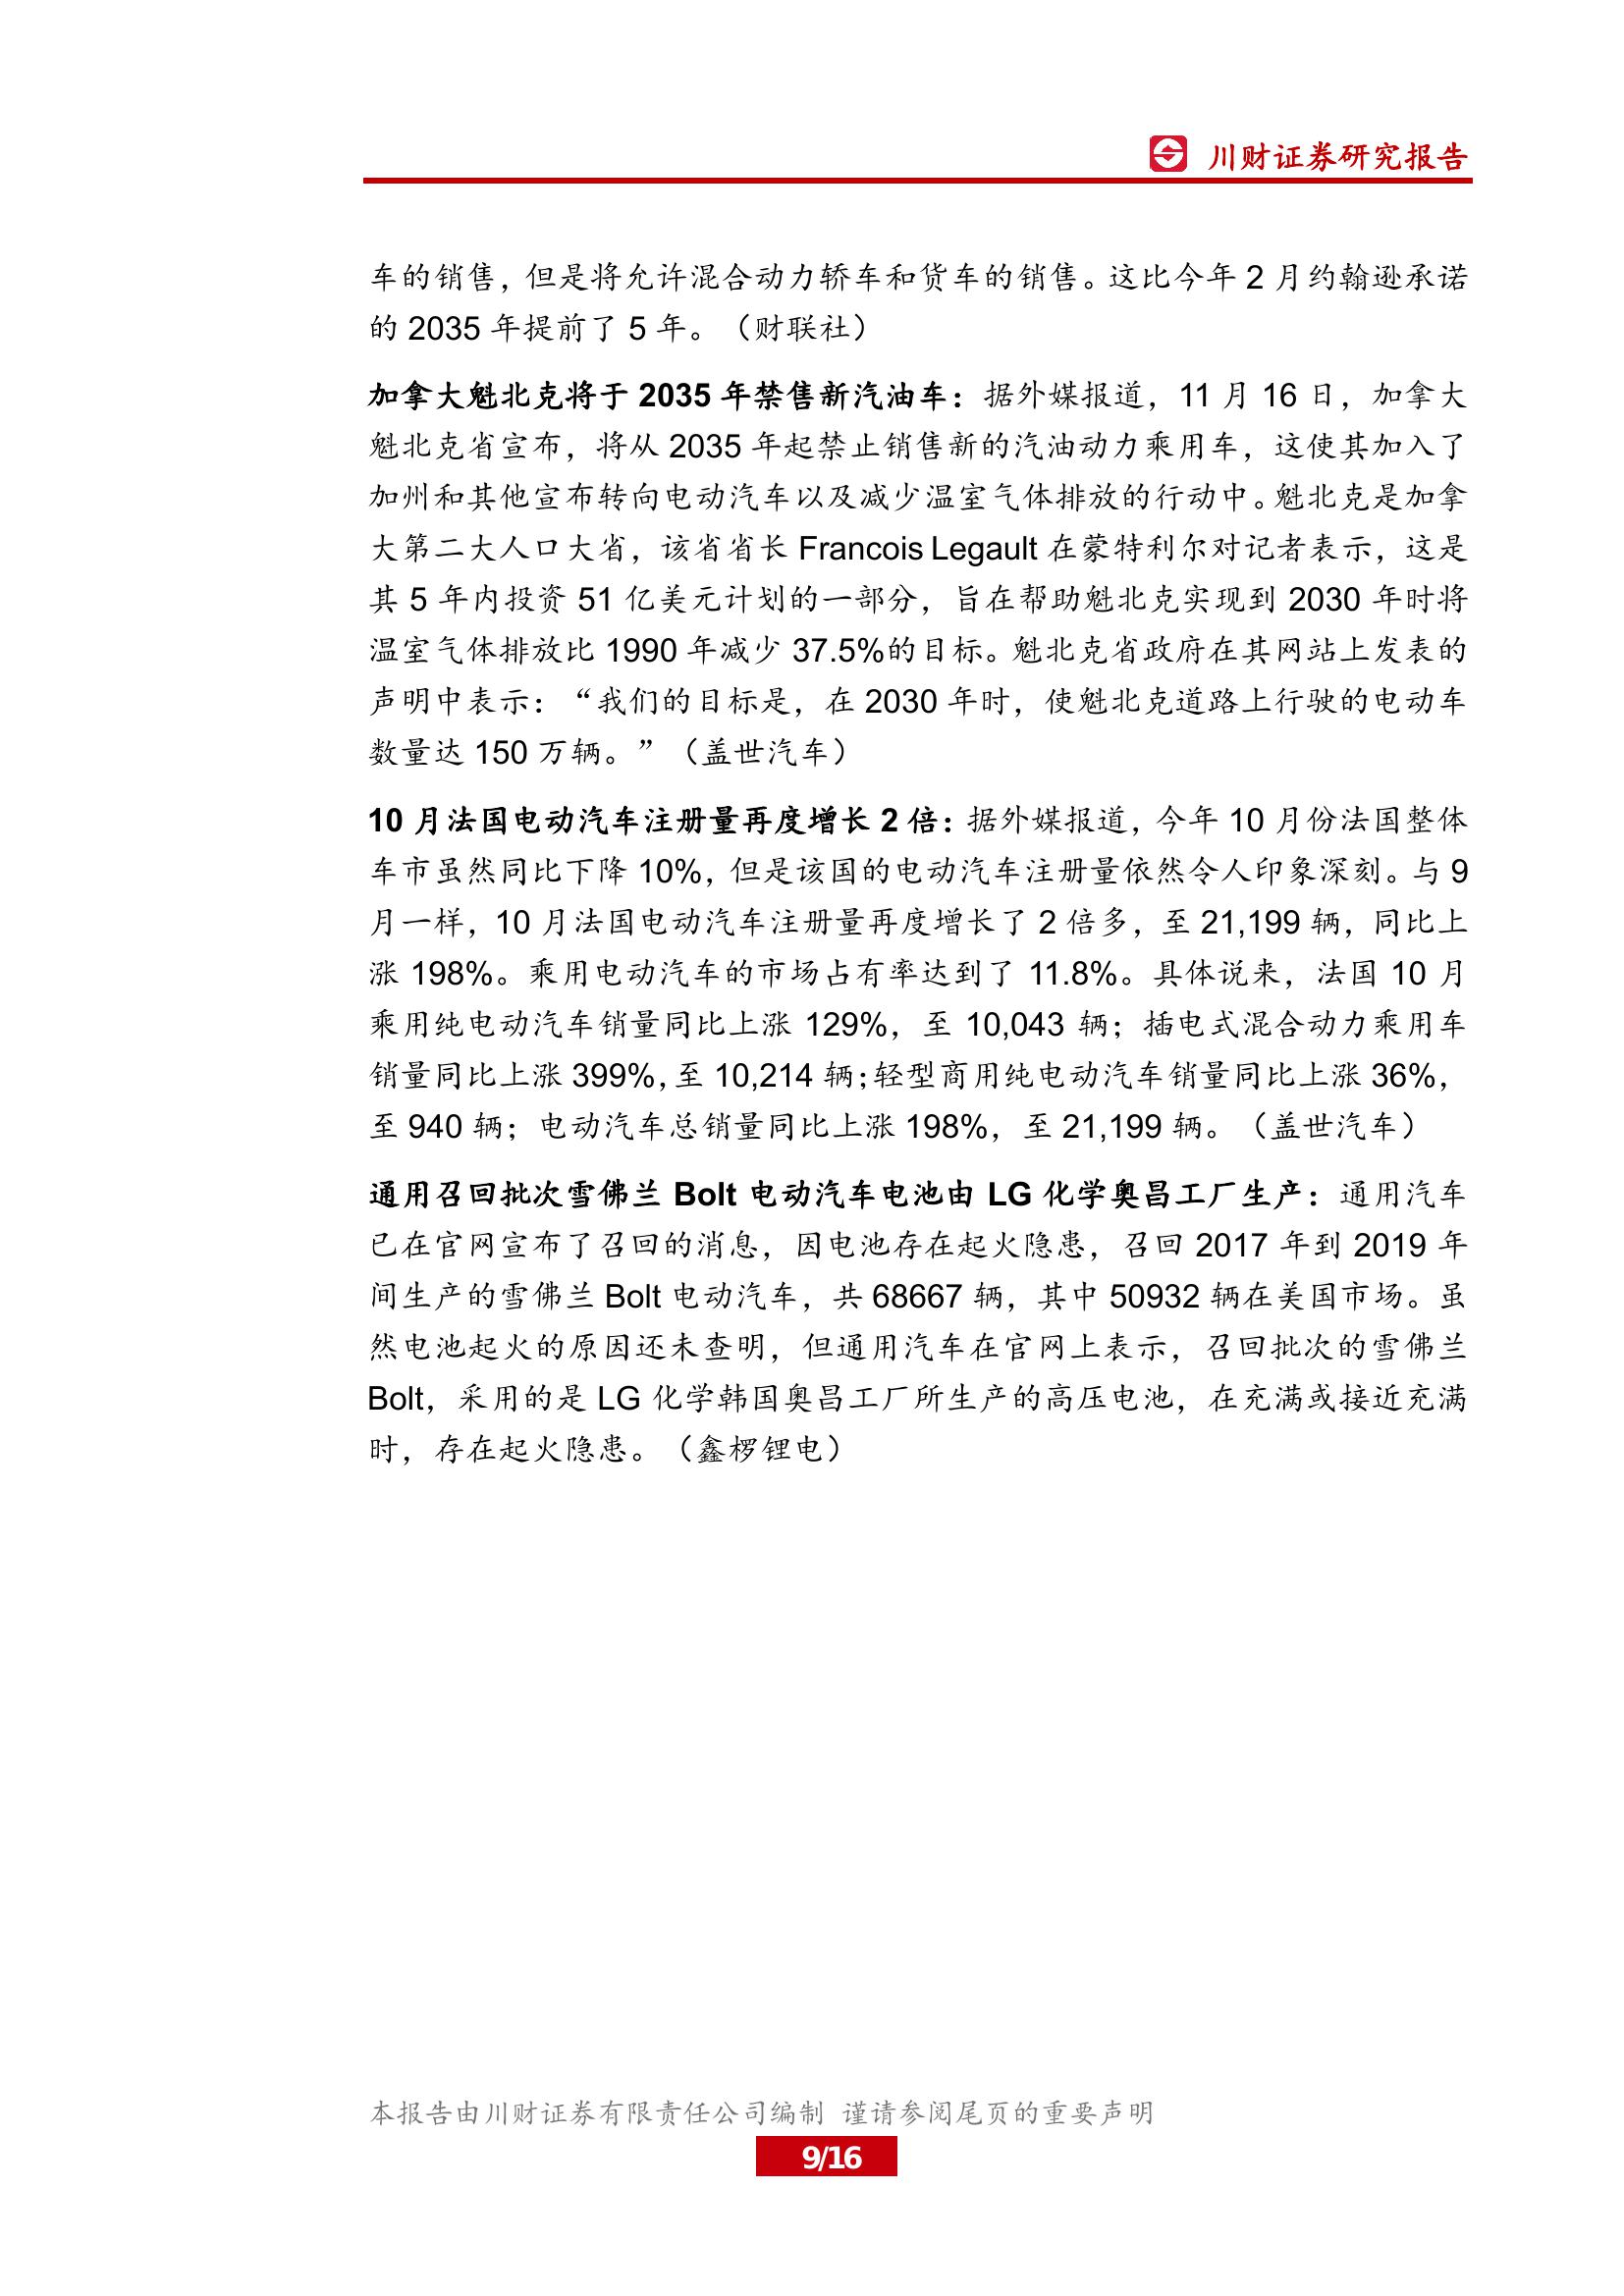 川财证券研究报告
车的销售，但是将允许混合动力轿车和货车的销售。这比今年 2 月约翰逊承诺
的 2035 年提前了 5 年。（财联社）
加拿大魁北克将于 2035 年禁售新汽油车：据外媒报道，11 月 16 日，加拿大
魁北克省宣布，将从 2035 年起禁止销售新的汽油动力乘用车，这使其加入了
加州和其他宣布转向电动汽车以及减少温室气体排放的行动中。魁北克是加拿
大第二大人口大省，该省省长 Francois Legault 在蒙特利尔对记者表示，这是
其 5 年内投资 51 亿美元计划的一部分，旨在帮助魁北克实现到 2030 年时将
温室气体排放比 1990 年减少 37.5%的目标。魁北克省政府在其网站上发表的
声明中表示：“我们的目标是，在 2030 年时，使魁北克道路上行驶的电动车
数量达 150 万辆。”（盖世汽车）
10 月法国电动汽车注册量再度增长 2 倍：据外媒报道，今年 10 月份法国整体
车市虽然同比下降 10%，但是该国的电动汽车注册量依然令人印象深刻。与 9
月一样，10 月法国电动汽车注册量再度增长了 2 倍多，至 21,199 辆，同比上
涨 198%。乘用电动汽车的市场占有率达到了 11.8%。具体说来，法国 10 月
乘用纯电动汽车销量同比上涨 129%，至 10,043 辆；插电式混合动力乘用车
销量同比上涨 399%，至 10,214 辆；轻型商用纯电动汽车销量同比上涨 36%，
至 940 辆；电动汽车总销量同比上涨 198%，至 21,199 辆。（盖世汽车）
通用召回批次雪佛兰 Bolt 电动汽车电池由 LG 化学奥昌工厂生产：通用汽车
已在官网宣布了召回的消息，因电池存在起火隐患，召回 2017 年到 2019 年
间生产的雪佛兰 Bolt 电动汽车，共 68667 辆，其中 50932 辆在美国市场。虽
然电池起火的原因还未查明，但通用汽车在官网上表示，召回批次的雪佛兰
Bolt，采用的是 LG 化学韩国奥昌工厂所生产的高压电池，在充满或接近充满
时，存在起火隐患。（鑫椤锂电）
本报告由川财证券有限责任公司编制 谨请参阅尾页的重要声明
9/16